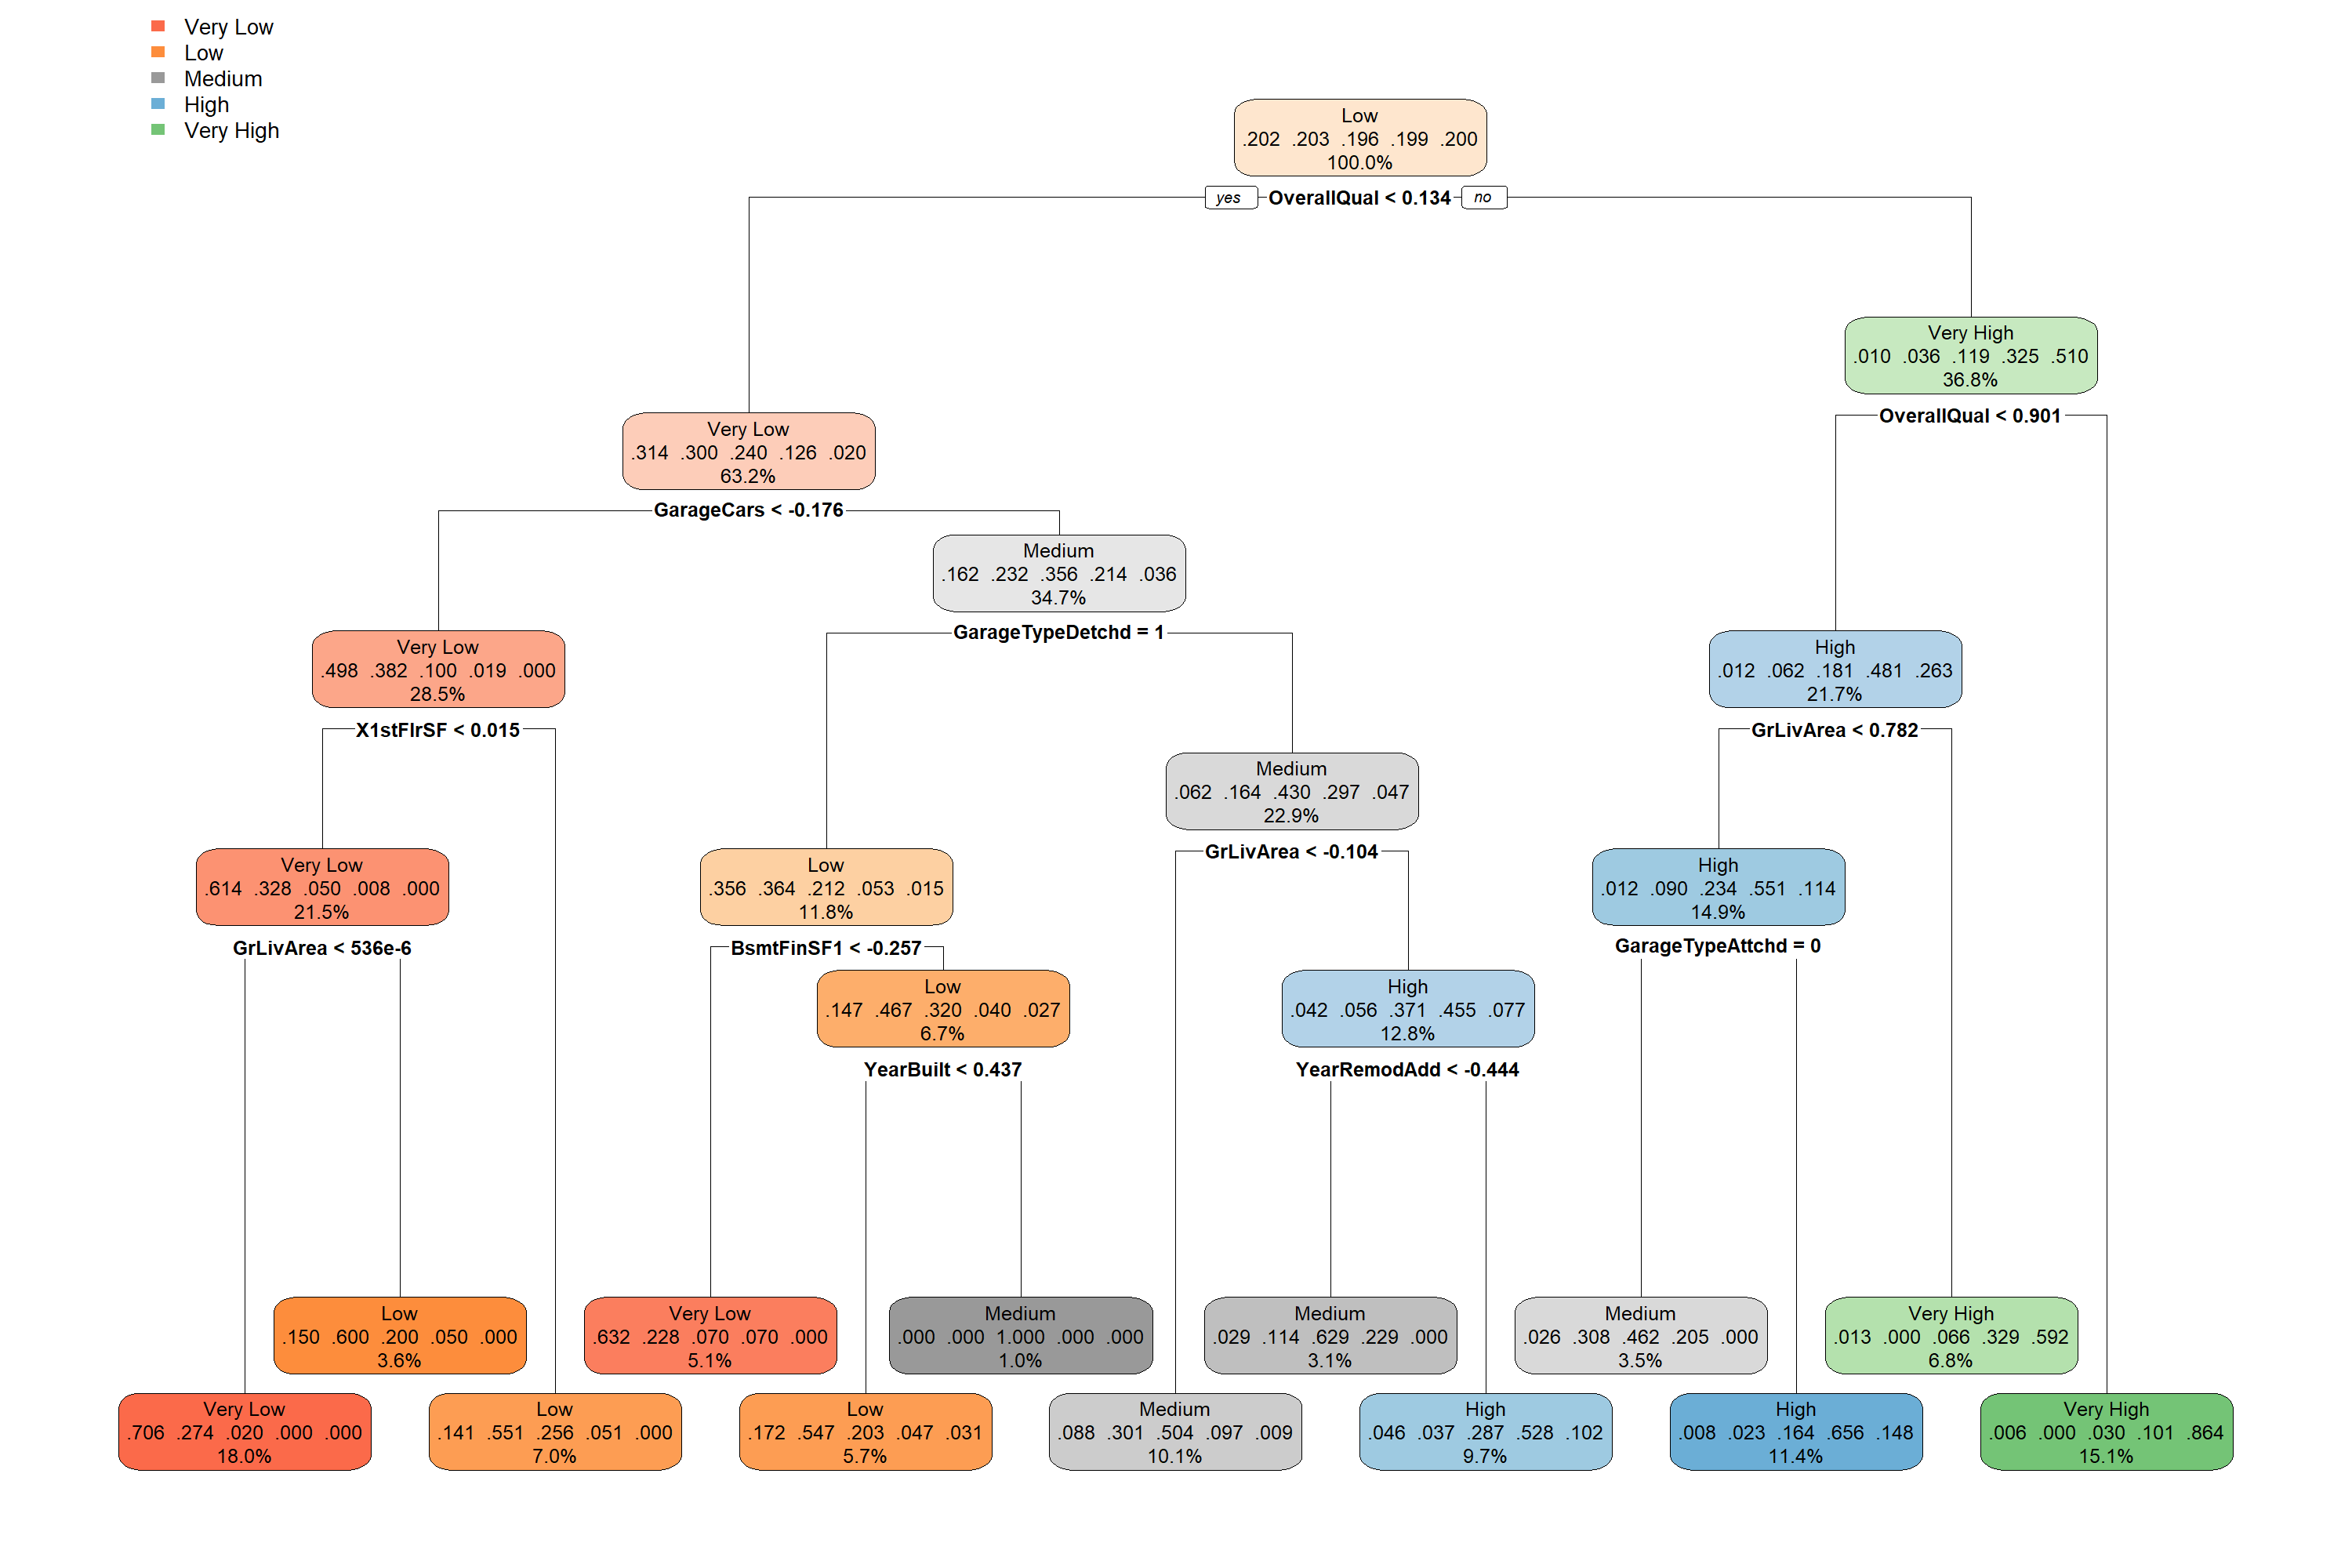 Very Low
Low
Medium
High
Very High
Low
.202 .203 .196 .199 .200
100.0%
yes OverallQual < 0.134 no
Very High
.010 .036 .119 .325 .510
36.8%
OverallQual < 0.901
Very Low
.314 .300 .240 .126 .020
63.2%
GarageCars < -0.176
Medium
.162 .232 .356 .214 .036
34.7%
GarageTypeDetchd = 1
Very Low
.498 .382 .100 .019 .000
28.5%
X1stFlrSF < 0.015
High
.012 .062 .181 .481 .263
21.7%
GrLivArea < 0.782
Medium
.062 .164 .430 .297 .047
22.9%
GrLivArea < -0.104
Very Low
.614 .328 .050 .008 .000
21.5%
GrLivArea < 536e-6
Low
.356 .364 .212 .053 .015
11.8%
BsmtFinSF1 < -0.257
High
.012 .090 .234 .551 .114
14.9%
GarageTypeAttchd = 0
Low
.147 .467 .320 .040 .027
6.7%
YearBuilt < 0.437
High
.042 .056 .371 .455 .077
12.8%
YearRemodAdd < -0.444
Low
.150 .600 .200 .050 .000
3.6%
Very Low
.632 .228 .070 .070 .000
5.1%
Medium
.000 .000 1.000 .000 .000
1.0%
Medium
.029 .114 .629 .229 .000
3.1%
Medium
.026 .308 .462 .205 .000
3.5%
Very High
.013 .000 .066 .329 .592
6.8%
Very Low
.706 .274 .020 .000 .000
18.0%
Low
.141 .551 .256 .051 .000
7.0%
Low
.172 .547 .203 .047 .031
5.7%
Medium
.088 .301 .504 .097 .009
10.1%
High
.046 .037 .287 .528 .102
9.7%
High
.008 .023 .164 .656 .148
11.4%
Very High
.006 .000 .030 .101 .864
15.1%